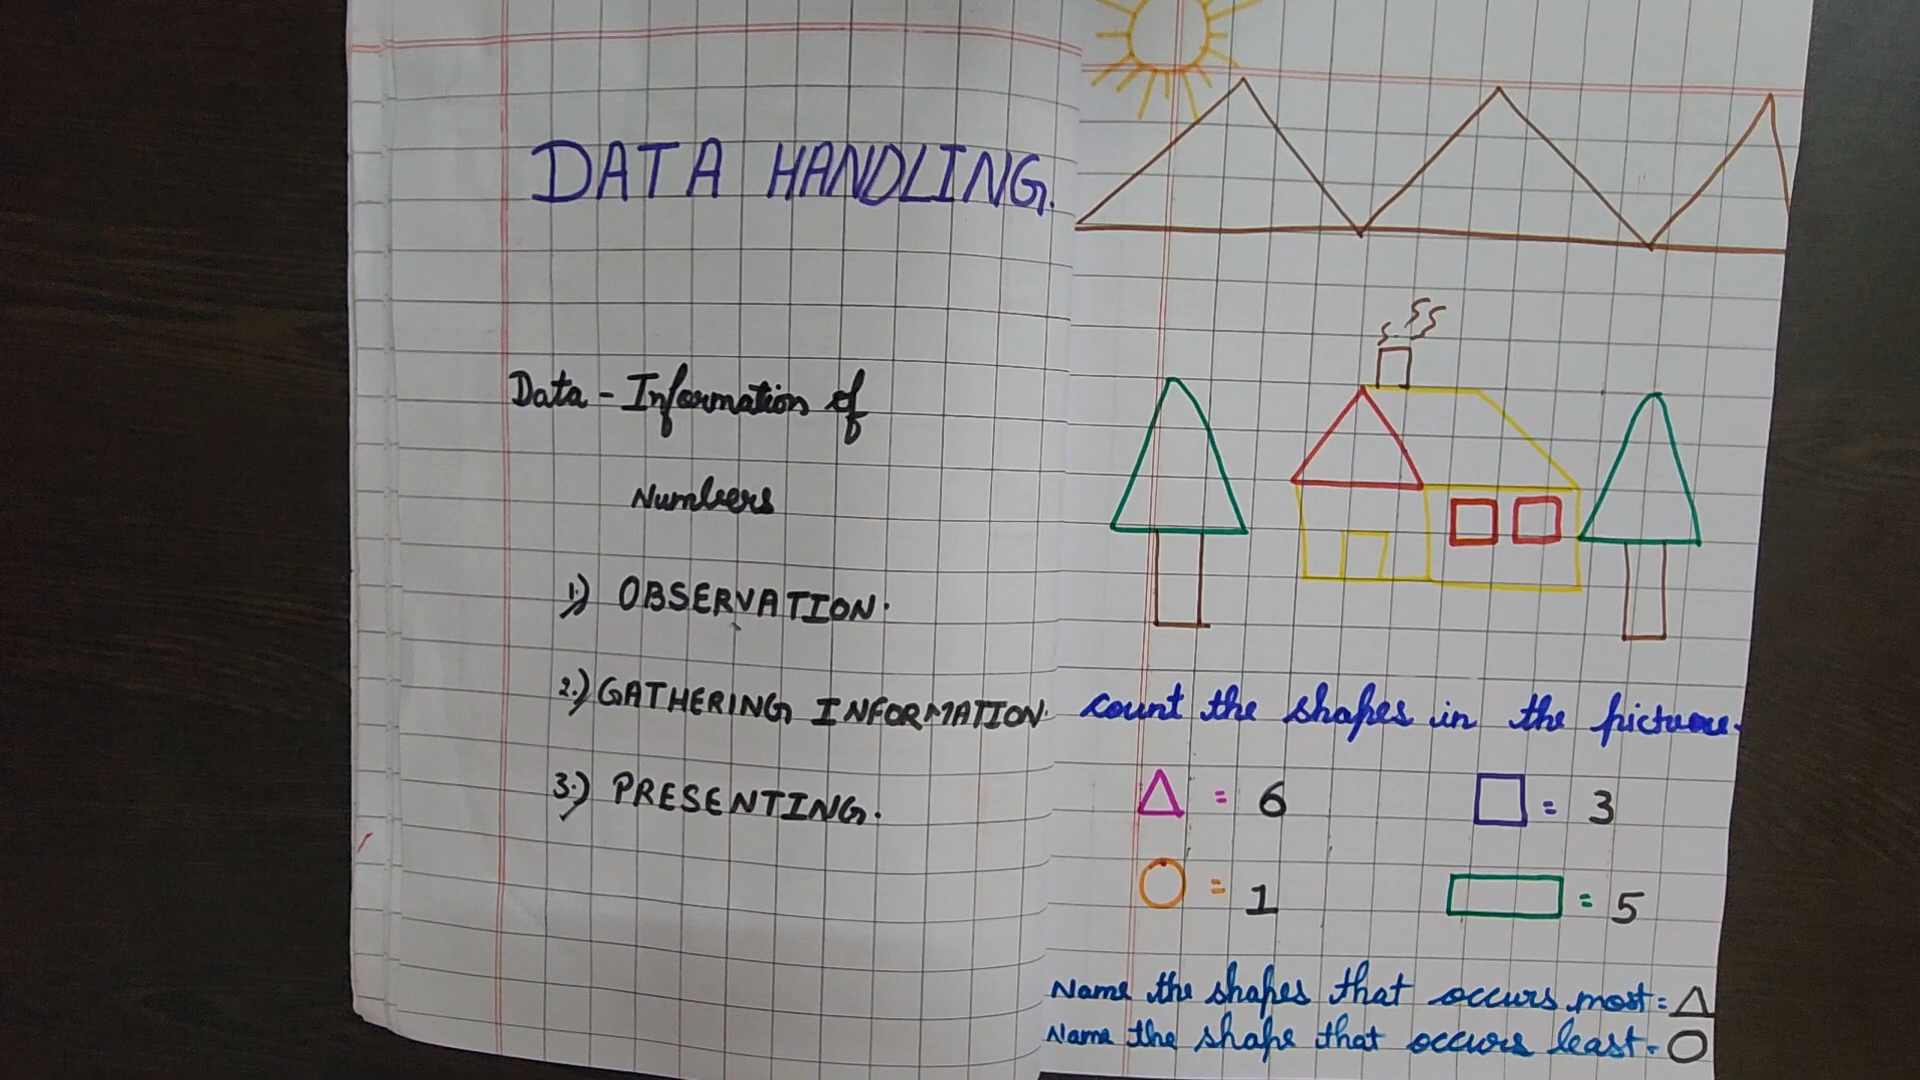 DATA HANDLING.
Data - Information of
Numbers
1.) OBSERVATION.
2.) GATHERING INFORMATION.
3.) PRESENTING.
count the shapes in the picture.
= 6
= 3
= 1
= 5
Name the shapes that occurs most =
Name the shape that occurs least -